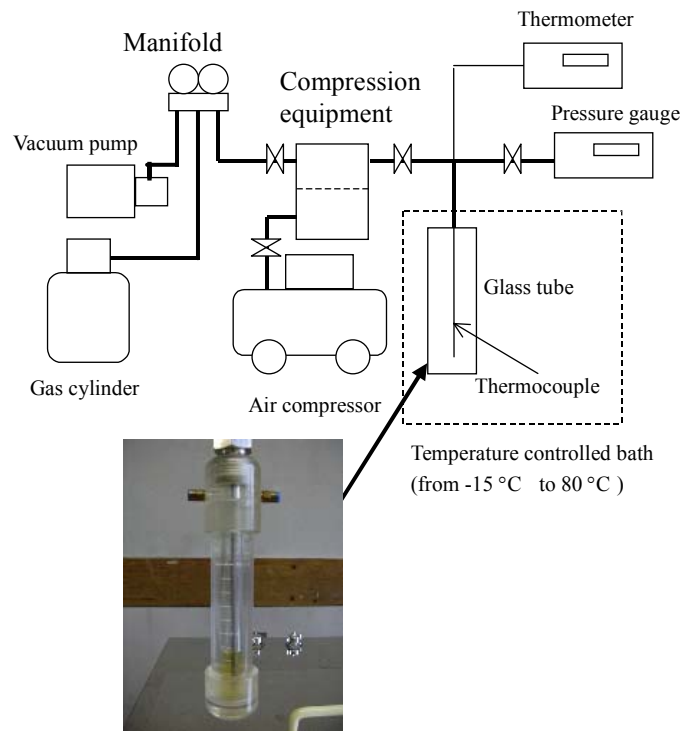 Thermometer
Manifold
Compression
equipment
Pressure gauge
Vacuum pump
Glass tube
Thermocouple
Gas cylinder
Air compressor
Temperature controlled bath
(from -15 °C to 80 °C )